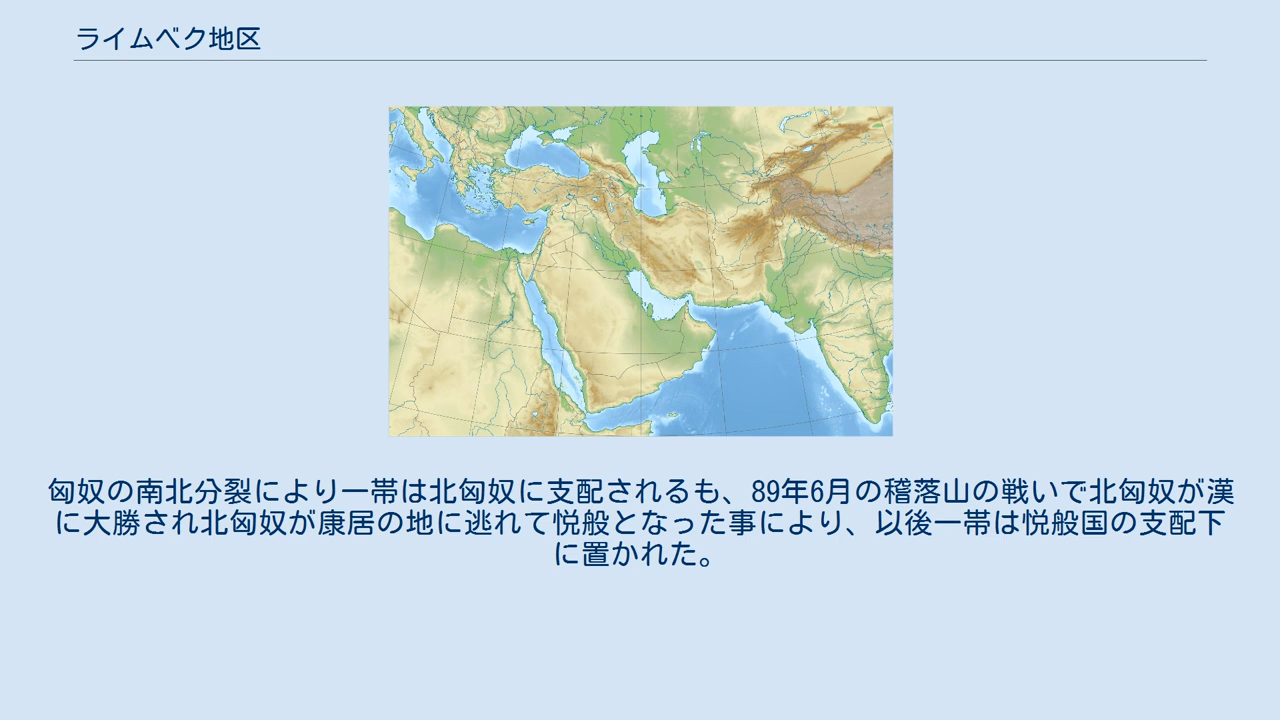 ライムベク地区
匈奴の南北分裂により一帯は北匈奴に支配されるも、89年6月の稽落山の戦いで北匈奴が漢
に大勝され北匈奴が康居の地に逃れて悦般となった事により、以後一帯は悦般国の支配下
に置かれた。